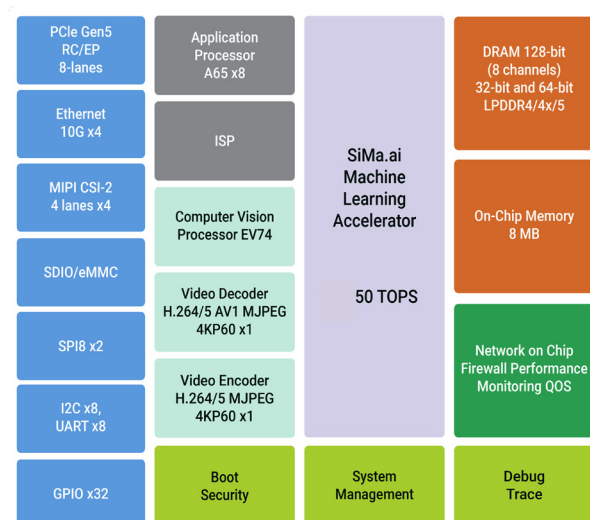 PCIe Gen5
RC/EP
8-lanes
Ethernet
10G x4
MIPI CSI-2
4 lanes x4
SDIO/eMMC
SPI8 x2
I2C x8,
UART x8
GPIO x32
Application
Processor
A65 x8
ISP
Computer Vision
Processor EV74
Video Decoder
H.264/5 AV1 MJPEG
4KP60 x1
Video Encoder
H.264/5 MJPEG
4KP60 x1
Boot
Security
SiMa.ai
Machine
Learning
Accelerator
50 TOPS
System
Management
DRAM 128-bit
(8 channels)
32-bit and 64-bit
LPDDR4/4x/5
On-Chip Memory
8 MB
Network on Chip
Firewall Performance
Monitoring QOS
Debug
Trace